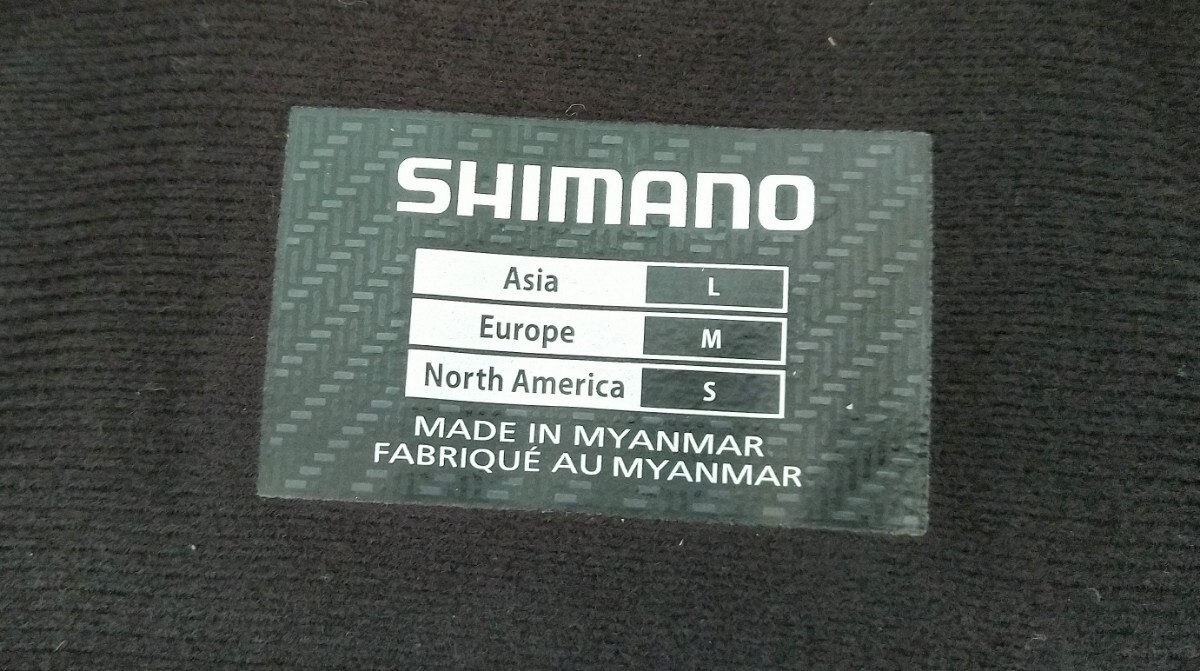 SHIMANO
Asia L
Europe M
North America S
MADE IN MYANMAR
FABRIQUÉ AU MYANMAR